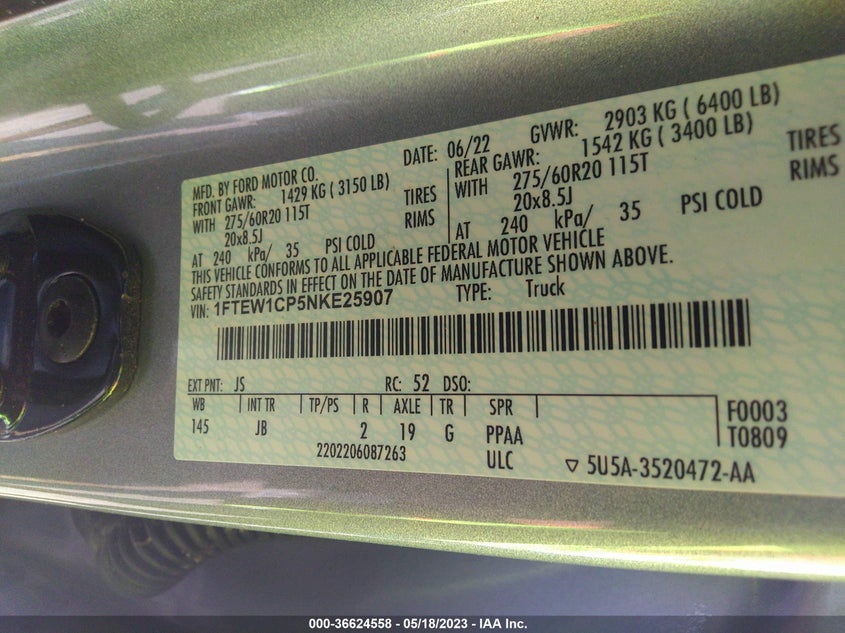 MFD. BY FORD MOTOR CO. DATE: 06/22 GVWR: 2903 KG ( 6400 LB)
FRONT GAWR: 1429 KG ( 3150 LB) REAR GAWR: 1542 KG ( 3400 LB)
WITH 275/60R20 115T TIRES WITH 275/60R20 115T TIRES
20x8.5J RIMS 20x8.5J RIMS
AT 240 kPa/ 35 PSI COLD AT 240 kPa/ 35 PSI COLD
THIS VEHICLE CONFORMS TO ALL APPLICABLE FEDERAL MOTOR VEHICLE
SAFETY STANDARDS IN EFFECT ON THE DATE OF MANUFACTURE SHOWN ABOVE.
VIN: 1FTEW1CP5NKE25907 TYPE: Truck
EXT PNT: JS RC: 52 DSO:
WB INT TR TP/PS R AXLE TR SPR F0003
145 JB 2 19 G PPAA T0809
2202206087263 ULC ▽ 5U5A-3520472-AA
000-36624558 - 05/18/2023 - IAA Inc.